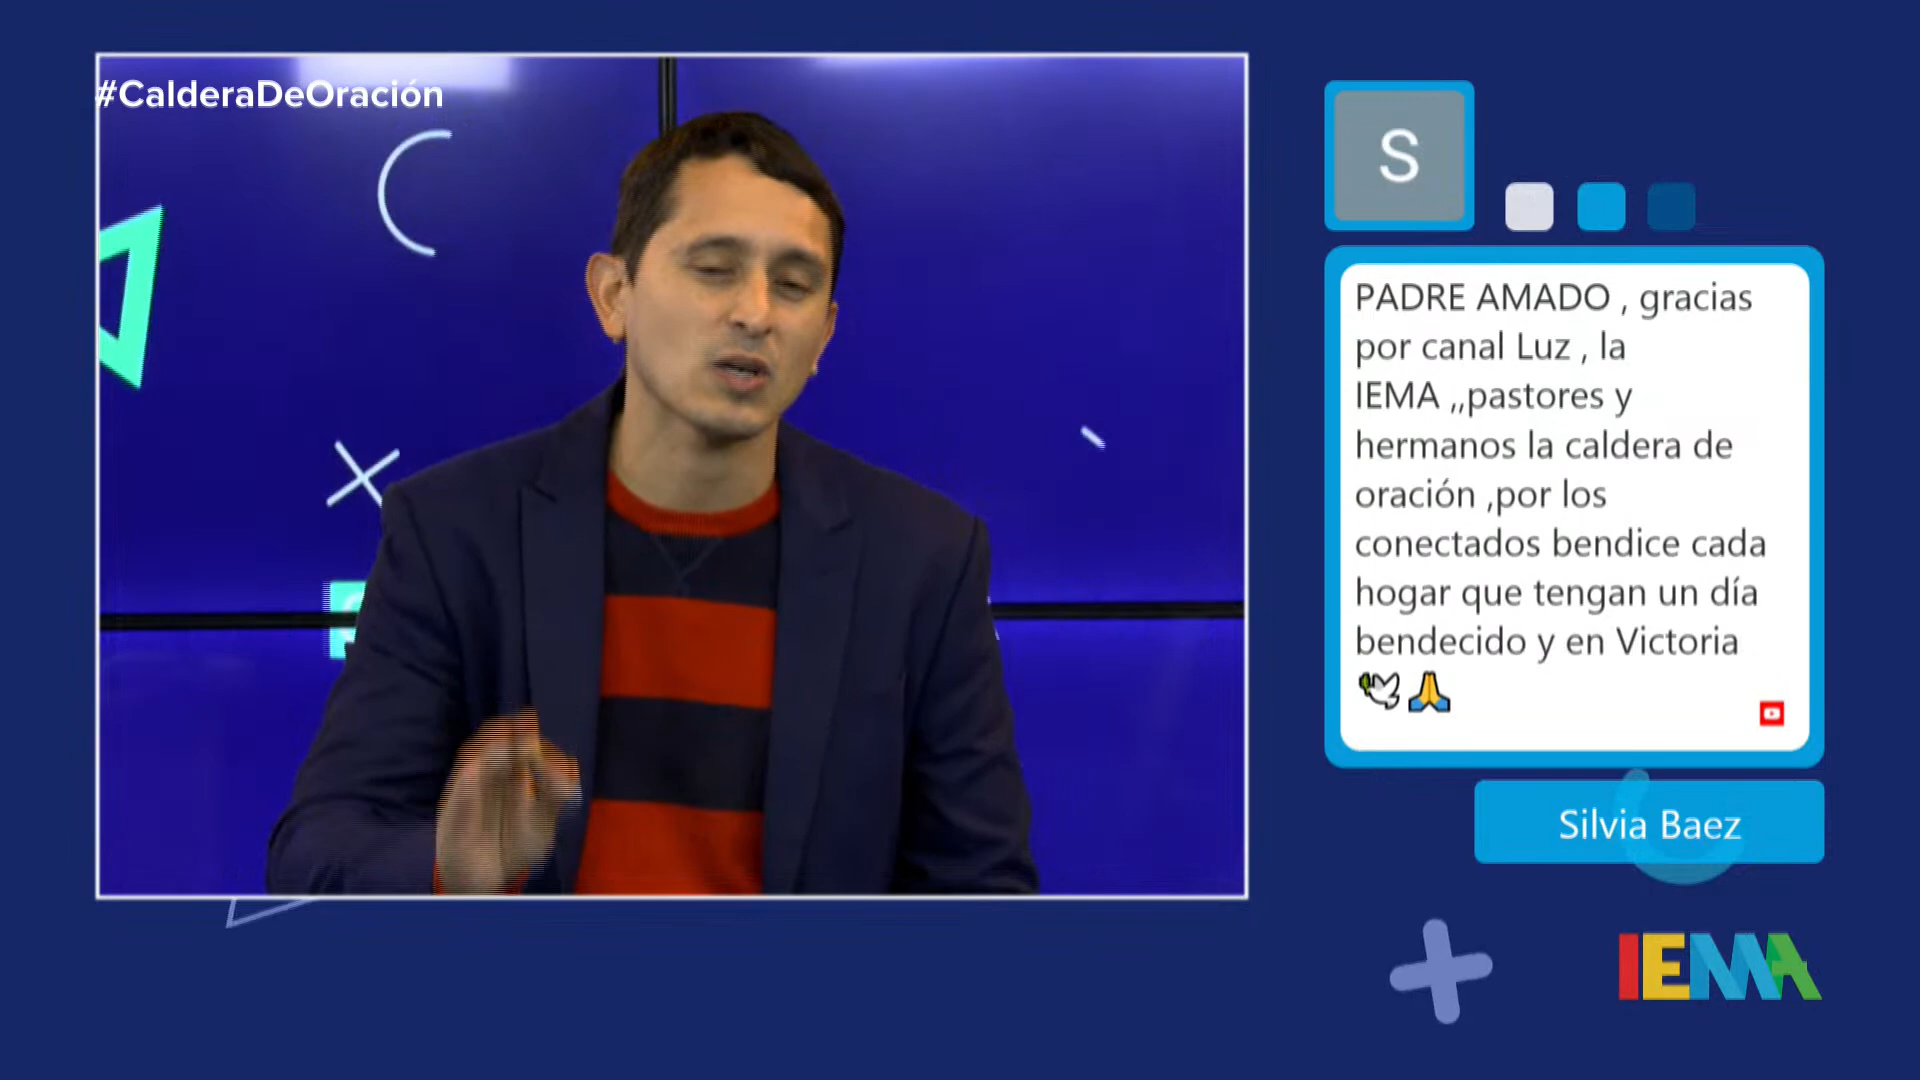 #CalderaDeOración
S
PADRE AMADO , gracias
por canal Luz , la
IEMA ,,pastores y
hermanos la caldera de
oración ,por los
conectados bendice cada
hogar que tengan un día
bendecido y en Victoria
🕊️🙏
Silvia Baez
IEMA